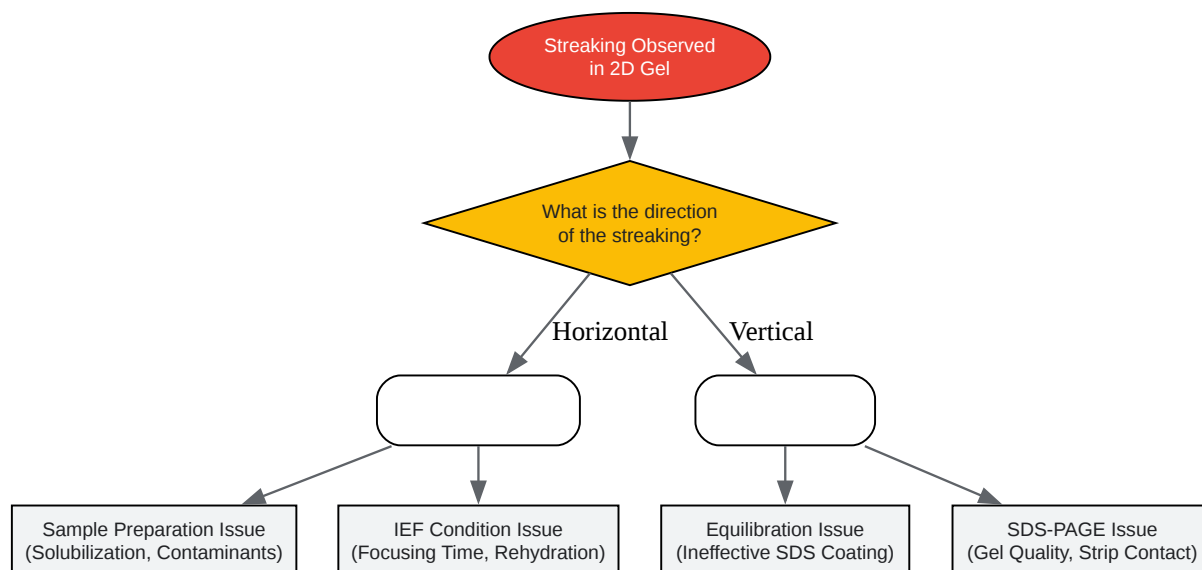 Streaking Observed
in 2D Gel
What is the direction
of the streaking?
Horizontal
Vertical
Sample Preparation Issue
(Solubilization, Contaminants)
IEF Condition Issue
(Focusing Time, Rehydration)
Equilibration Issue
(Ineffective SDS Coating)
SDS-PAGE Issue
(Gel Quality, Strip Contact)